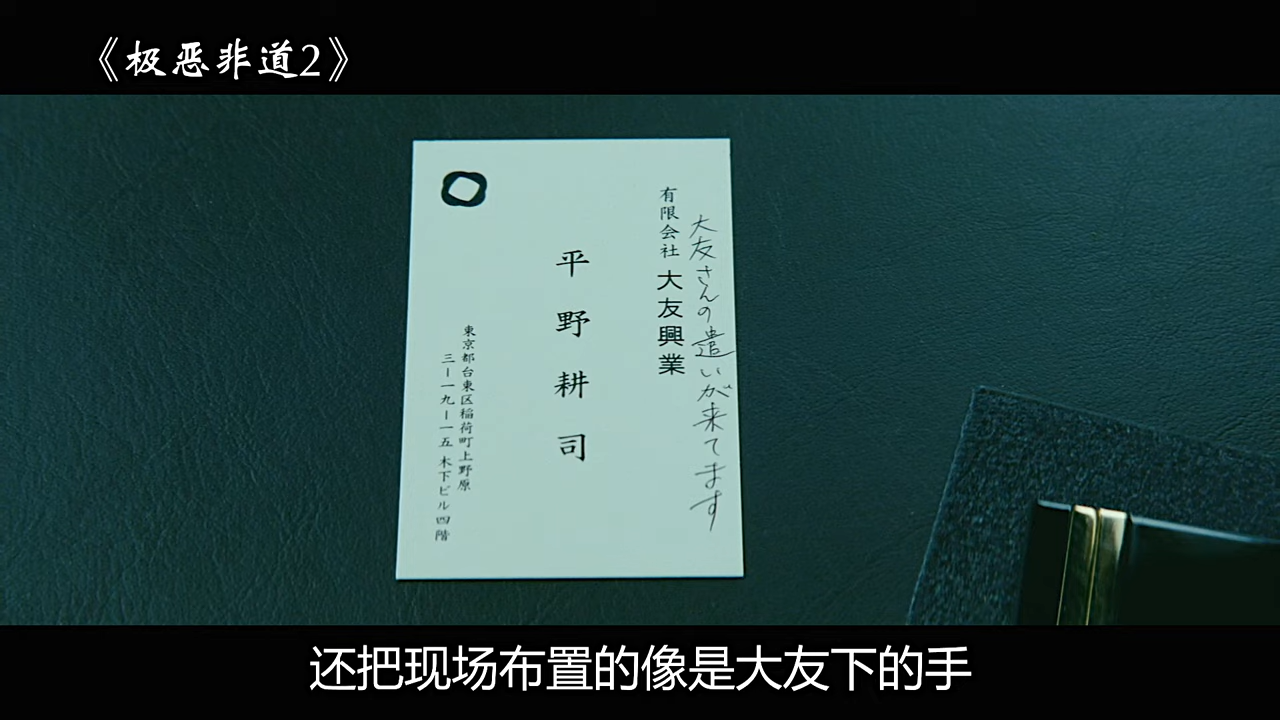 《极恶非道2》
大友さんの遣いが来てます
有限会社 大友興業
平野耕司
東京都台東区稲荷町上野原
三－一九－一五 木下ビル四階
还把现场布置的像是大友下的手